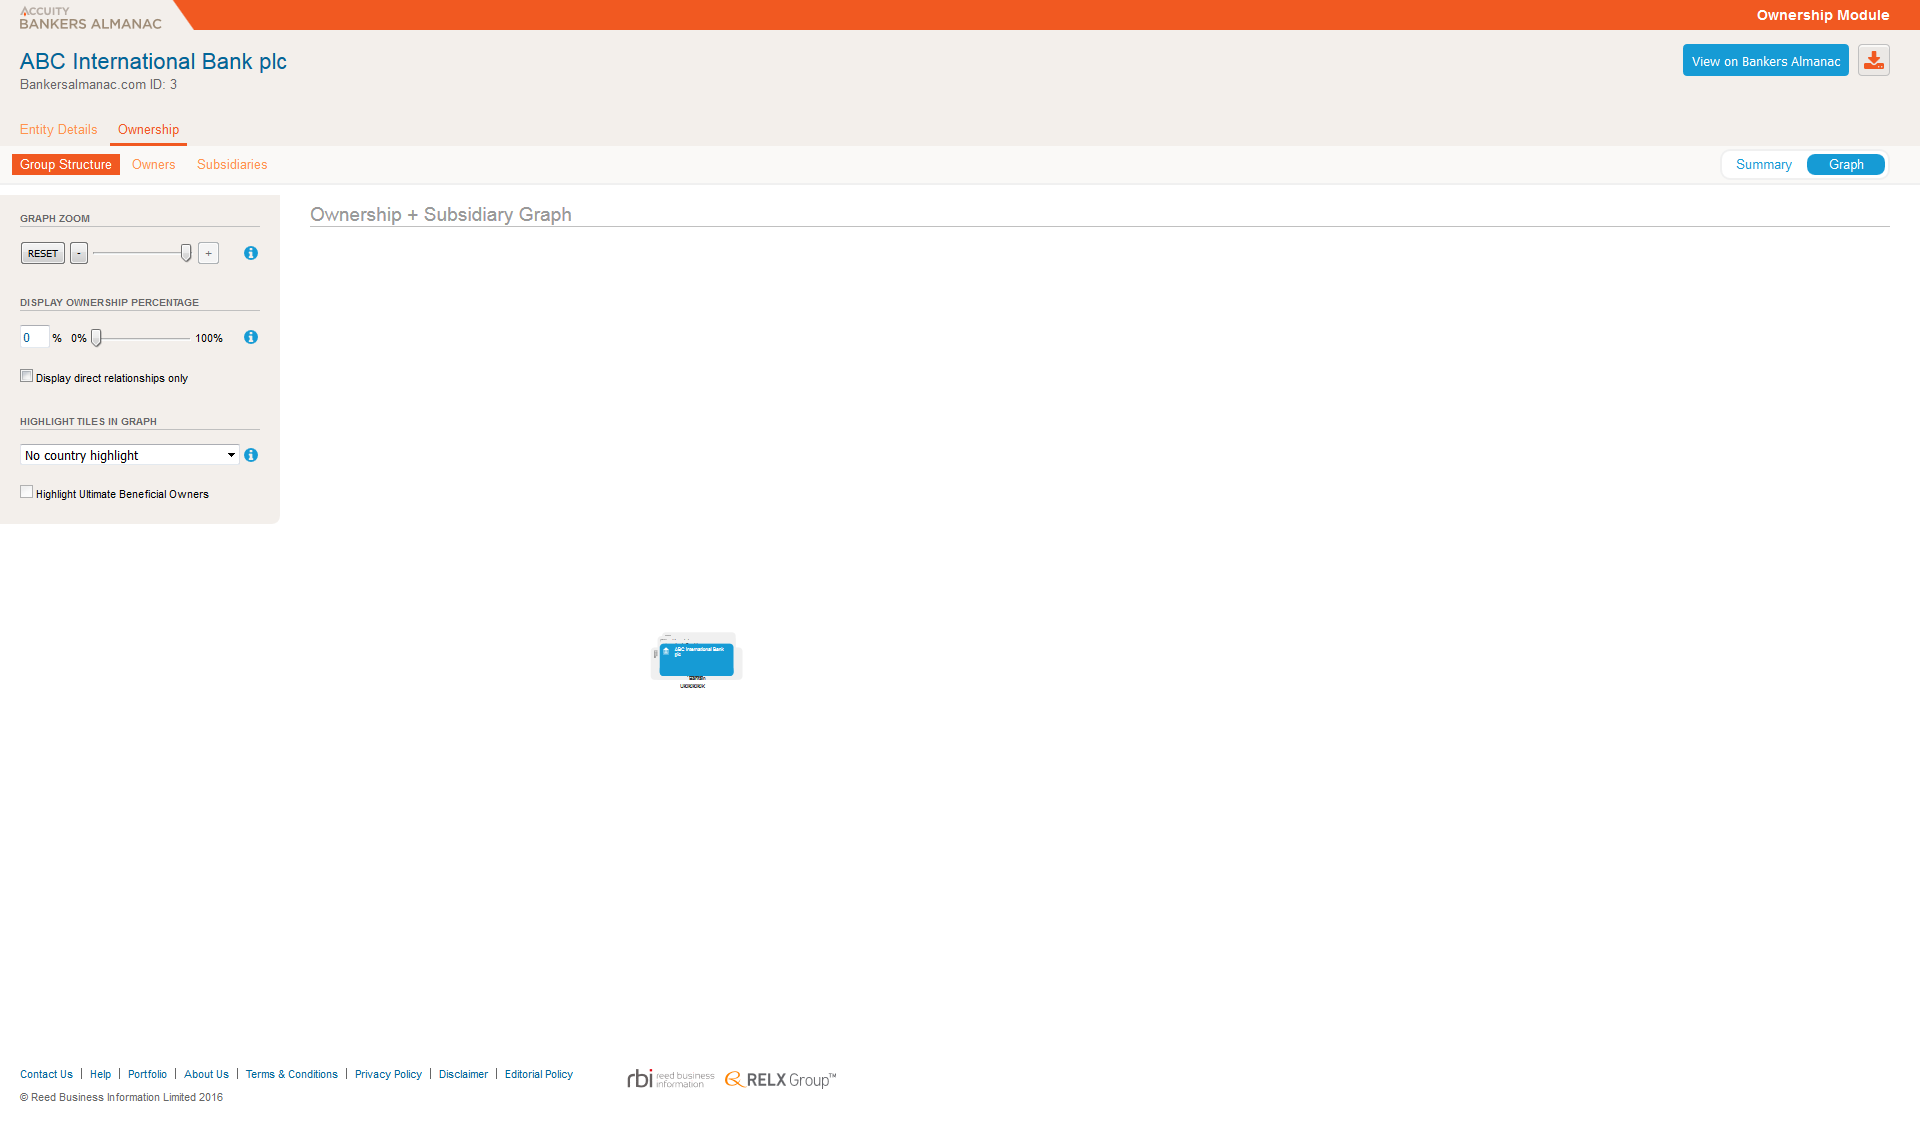 ACCUITY
BANKERS ALMANAC
Ownership Module
ABC International Bank plc
Bankersalmanac.com ID: 3
View on Bankers Almanac
Entity Details
Ownership
Group Structure
Owners
Subsidiaries
Summary
Graph
GRAPH ZOOM
RESET
-
+
DISPLAY OWNERSHIP PERCENTAGE
0 % 0% 100%
Display direct relationships only
HIGHLIGHT TILES IN GRAPH
No country highlight
Highlight Ultimate Beneficial Owners
Ownership + Subsidiary Graph
ABC International Bank
plc
Contact Us | Help | Portfolio | About Us | Terms & Conditions | Privacy Policy | Disclaimer | Editorial Policy
© Reed Business Information Limited 2016
rbi reed business
information
RELX Group™